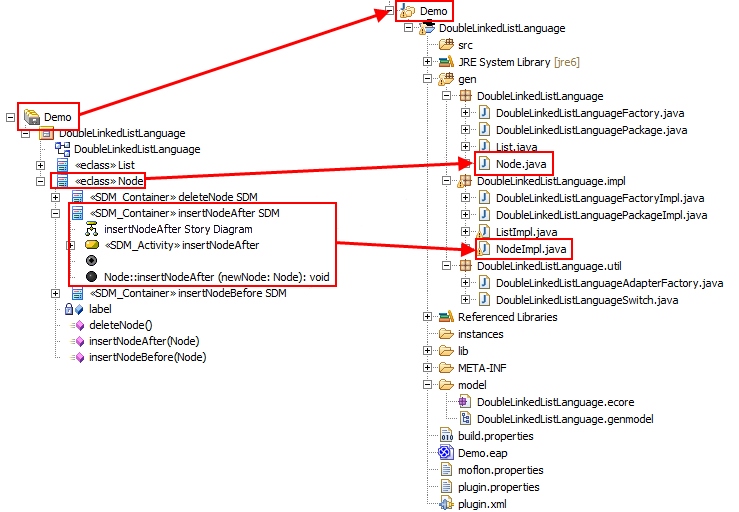 Demo
DoubleLinkedListLanguage
DoubleLinkedListLanguage
«eclass» List
«eclass» Node
«SDM_Container» deleteNode SDM
«SDM_Container» insertNodeAfter SDM
insertNodeAfter Story Diagram
«SDM_Activity» insertNodeAfter
Node::insertNodeAfter (newNode: Node): void
«SDM_Container» insertNodeBefore SDM
label
deleteNode()
insertNodeAfter(Node)
insertNodeBefore(Node)
Demo
DoubleLinkedListLanguage
src
JRE System Library [jre6]
gen
DoubleLinkedListLanguage
DoubleLinkedListLanguageFactory.java
DoubleLinkedListLanguagePackage.java
List.java
Node.java
DoubleLinkedListLanguage.impl
DoubleLinkedListLanguageFactoryImpl.java
DoubleLinkedListLanguagePackageImpl.java
ListImpl.java
NodeImpl.java
DoubleLinkedListLanguage.util
DoubleLinkedListLanguageAdapterFactory.java
DoubleLinkedListLanguageSwitch.java
Referenced Libraries
instances
lib
META-INF
model
DoubleLinkedListLanguage.ecore
DoubleLinkedListLanguage.genmodel
build.properties
Demo.eap
moflon.properties
plugin.properties
plugin.xml